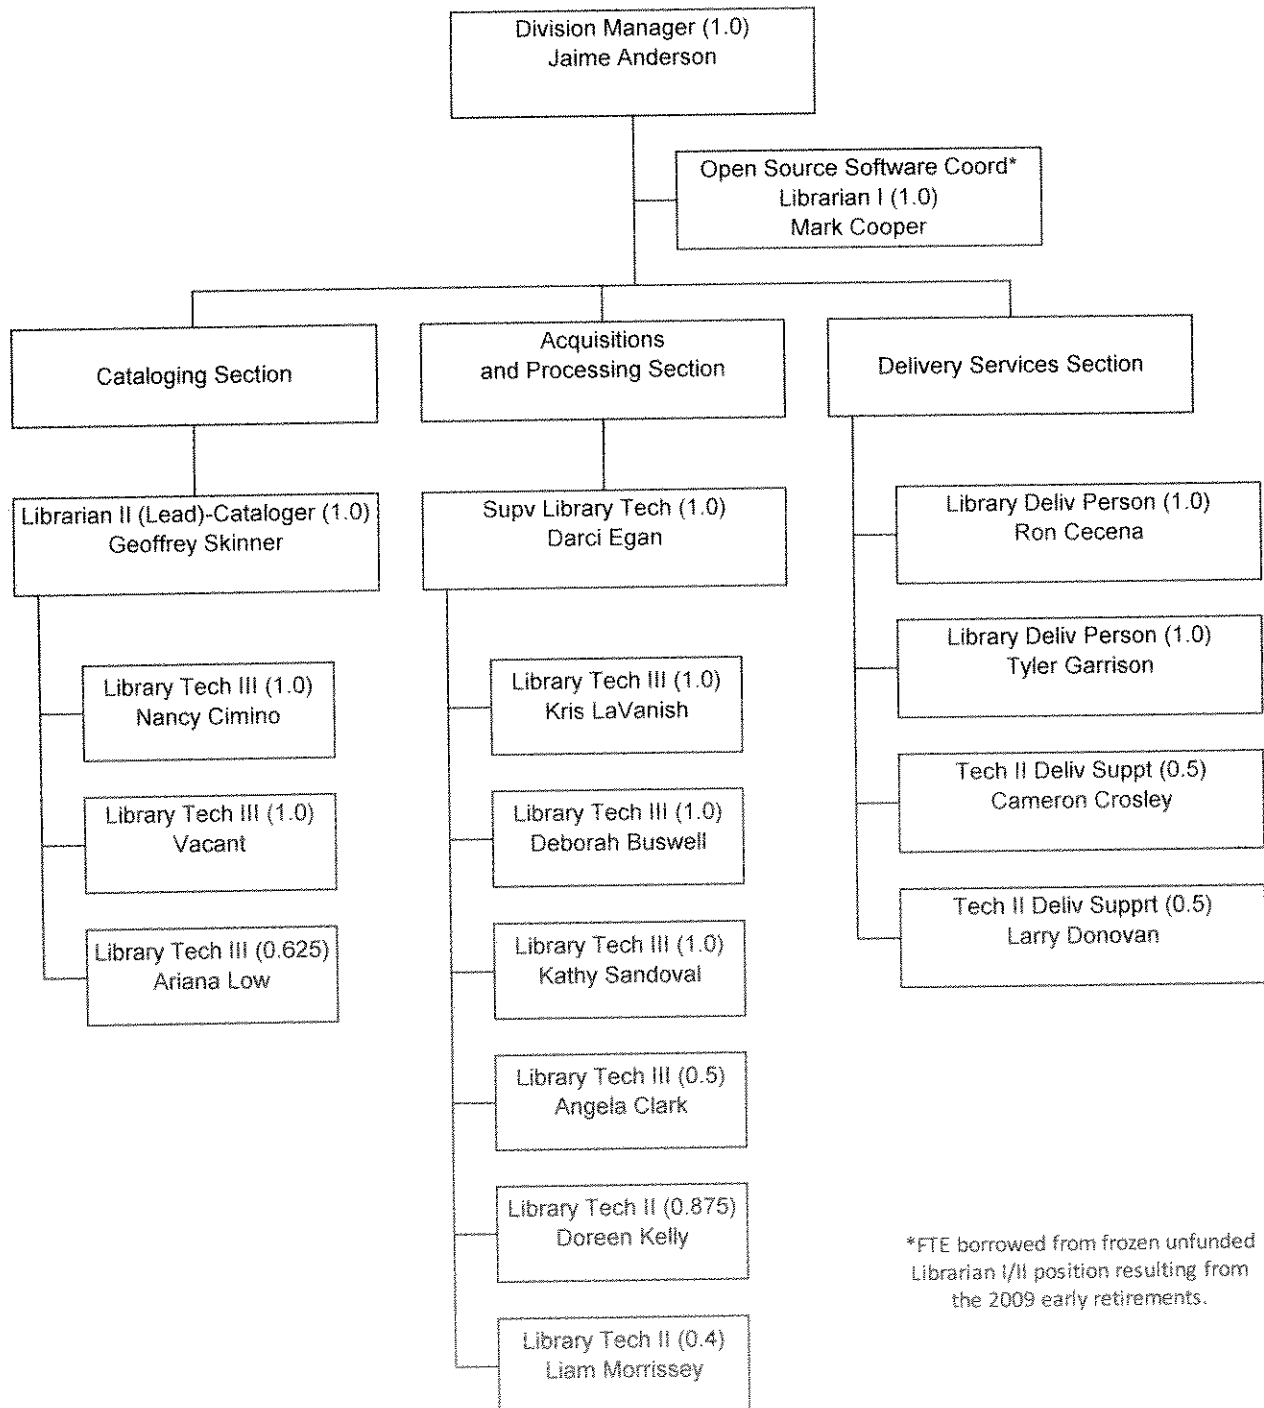 Division Manager (1.0)
Jaime Anderson
Open Source Software Coord*
Librarian I (1.0)
Mark Cooper
Cataloging Section
Acquisitions
and Processing Section
Delivery Services Section
Librarian II (Lead)-Cataloger (1.0)
Geoffrey Skinner
Library Tech III (1.0)
Nancy Cimino
Library Tech III (1.0)
Vacant
Library Tech III (0.625)
Ariana Low
Supv Library Tech (1.0)
Darci Egan
Library Tech III (1.0)
Kris LaVanish
Library Tech III (1.0)
Deborah Buswell
Library Tech III (1.0)
Kathy Sandoval
Library Tech III (0.5)
Angela Clark
Library Tech II (0.875)
Doreen Kelly
Library Tech II (0.4)
Liam Morrissey
Library Deliv Person (1.0)
Ron Cecena
Library Deliv Person (1.0)
Tyler Garrison
Tech II Deliv Suppt (0.5)
Cameron Crosley
Tech II Deliv Supprt (0.5)
Larry Donovan
*FTE borrowed from frozen unfunded
Librarian I/II position resulting from
the 2009 early retirements.